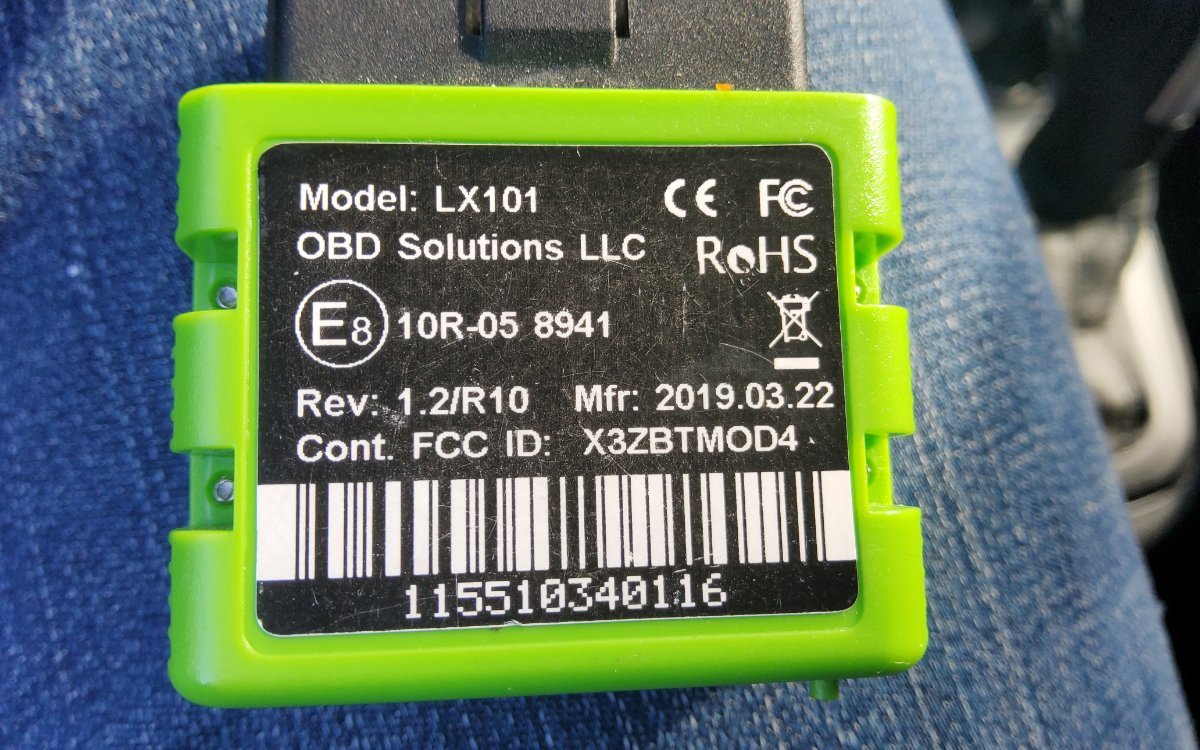 Model: LX101
CE FC
OBD Solutions LLC
RoHS
E8 10R-05 8941
Rev: 1.2/R10 Mfr: 2019.03.22
Cont. FCC ID: X3ZBTMOD4
115510340116